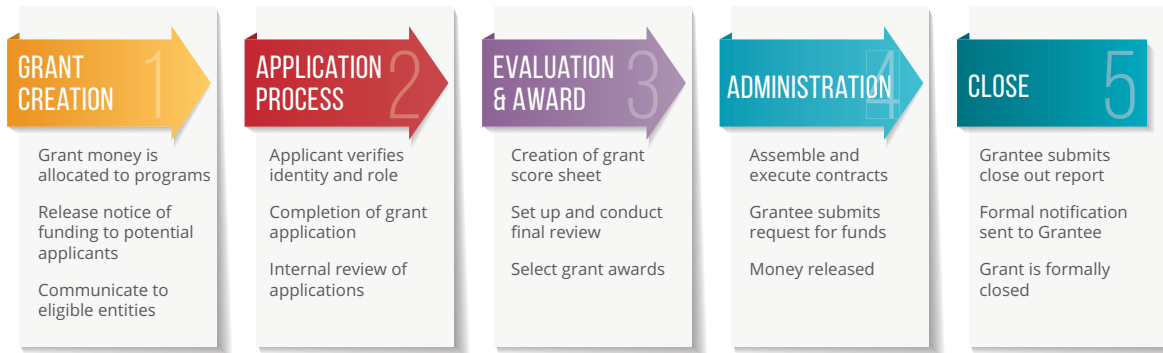 GRANT
CREATION
1
Grant money is
allocated to programs
Release notice of
funding to potential
applicants
Communicate to
eligible entities
APPLICATION
PROCESS
2
Applicant verifies
identity and role
Completion of grant
application
Internal review of
applications
EVALUATION
& AWARD
3
Creation of grant
score sheet
Set up and conduct
final review
Select grant awards
ADMINISTRATION
4
Assemble and
execute contracts
Grantee submits
request for funds
Money released
CLOSE
5
Grantee submits
close out report
Formal notification
sent to Grantee
Grant is formally
closed